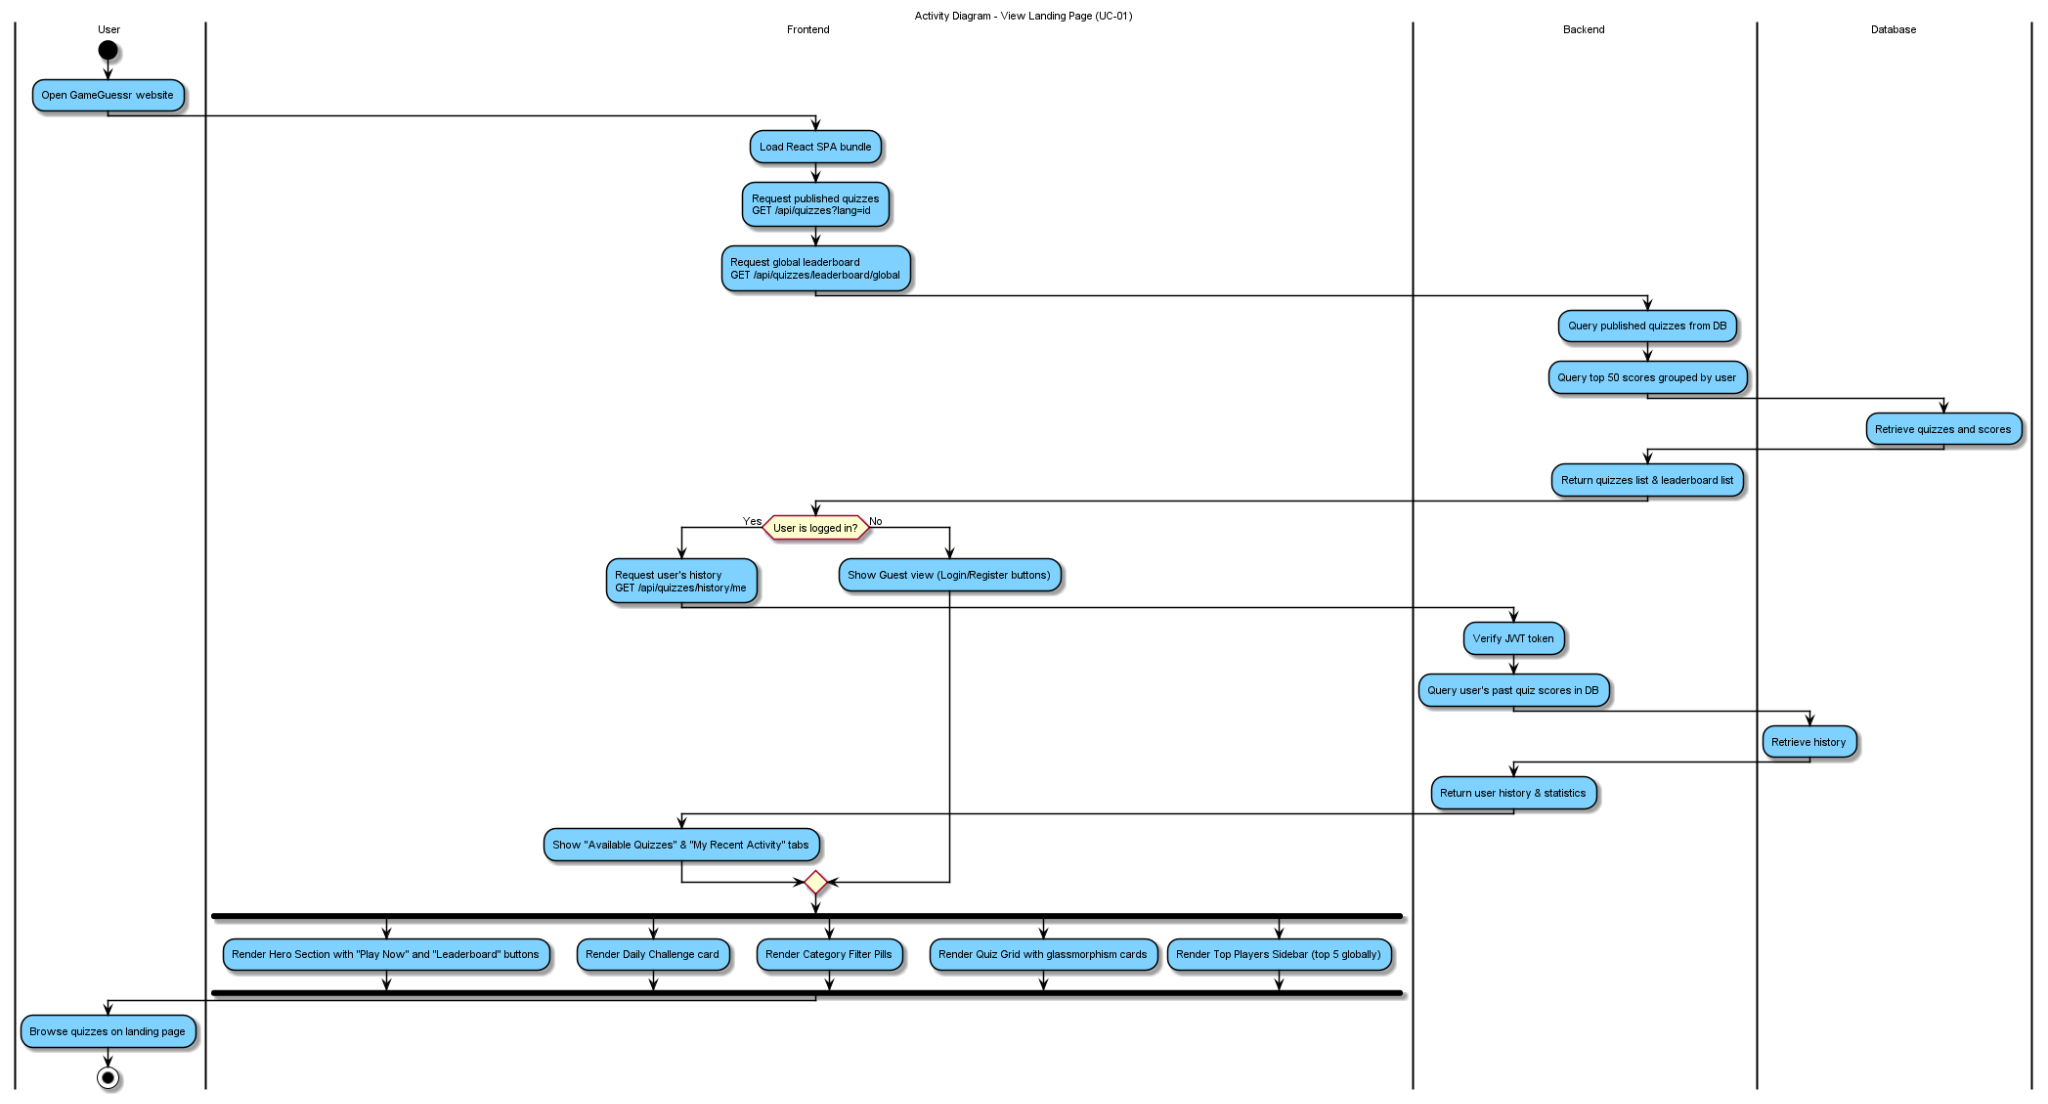 Activity Diagram - View Landing Page (UC-01)
User
Frontend
Backend
Database
Open GameGuessr website
Load React SPA bundle
Request published quizzes
GET /api/quizzes?lang=id
Request global leaderboard
GET /api/quizzes/leaderboard/global
Query published quizzes from DB
Query top 50 scores grouped by user
Retrieve quizzes and scores
Return quizzes list & leaderboard list
Yes
User is logged in?
No
Request user's history
GET /api/quizzes/history/me
Show Guest view (Login/Register buttons)
Verify JWT token
Query user's past quiz scores in DB
Retrieve history
Return user history & statistics
Show "Available Quizzes" & "My Recent Activity" tabs
Render Hero Section with "Play Now" and "Leaderboard" buttons
Render Daily Challenge card
Render Category Filter Pills
Render Quiz Grid with glassmorphism cards
Render Top Players Sidebar (top 5 globally)
Browse quizzes on landing page